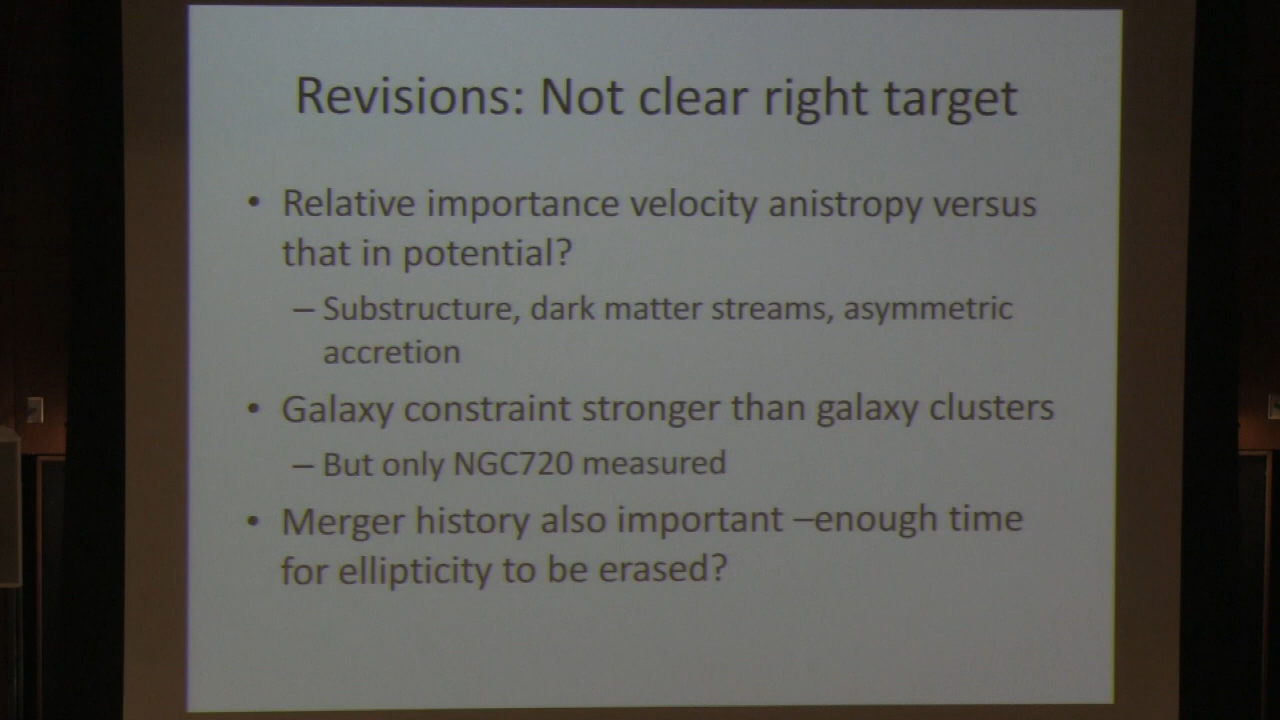 Revisions: Not clear right target
• Relative importance velocity anistropy versus
that in potential?
– Substructure, dark matter streams, asymmetric
accretion
• Galaxy constraint stronger than galaxy clusters
– But only NGC720 measured
• Merger history also important –enough time
for ellipticity to be erased?